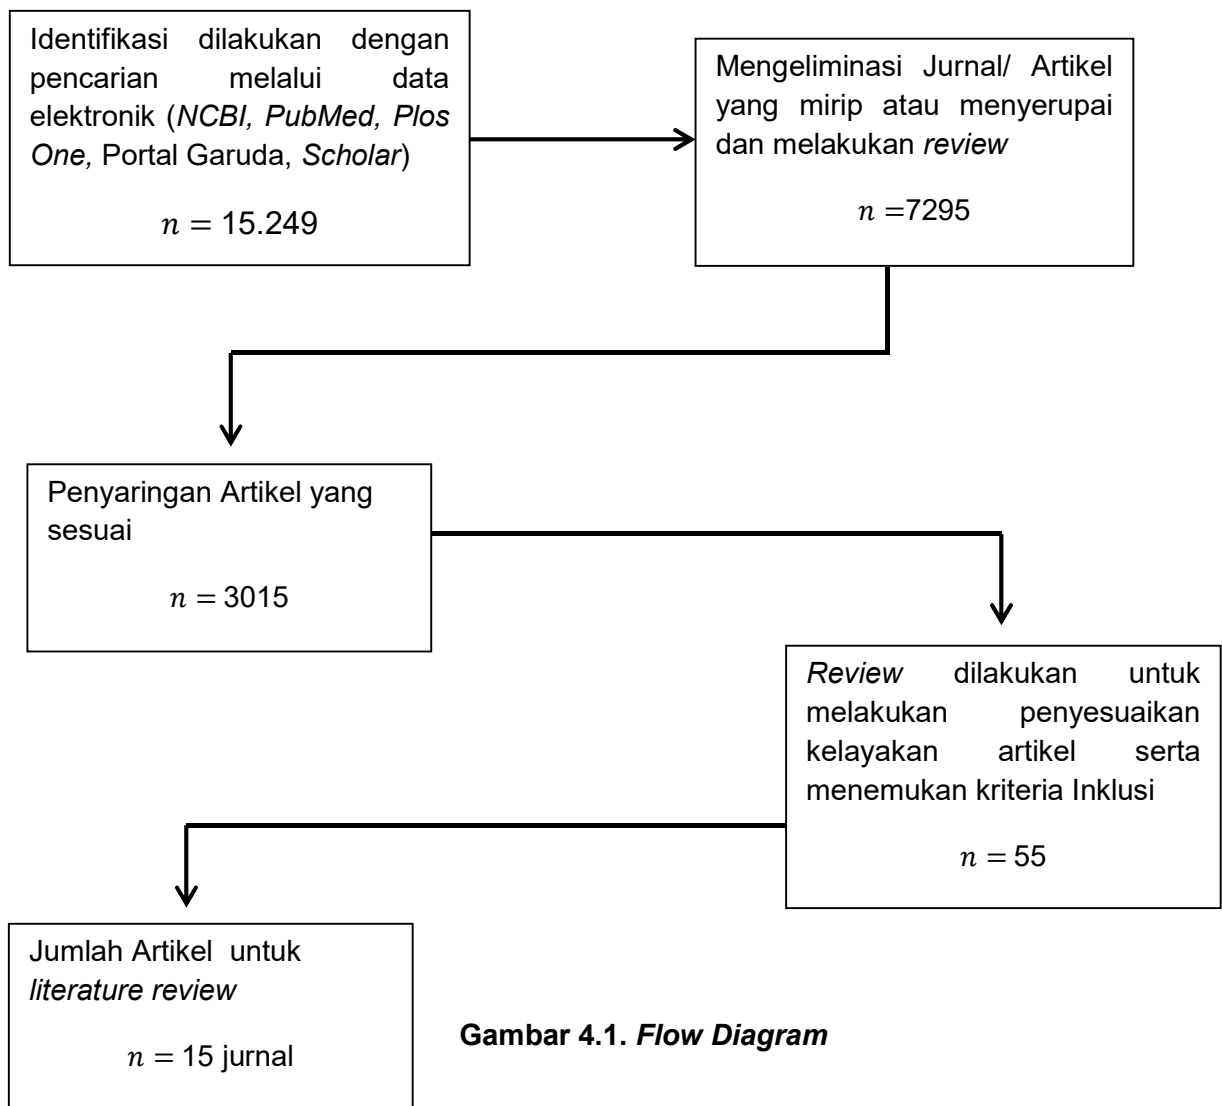 Identifikasi dilakukan dengan
pencarian melalui data
elektronik (NCBI, PubMed, Plos
One, Portal Garuda, Scholar)
n = 15.249
Mengeliminasi Jurnal/ Artikel
yang mirip atau menyerupai
dan melakukan review
n =7295
Penyaringan Artikel yang
sesuai
n = 3015
Review dilakukan untuk
melakukan penyesuaikan
kelayakan artikel serta
menemukan kriteria Inklusi
n = 55
Jumlah Artikel untuk
literature review
n = 15 jurnal
Gambar 4.1. Flow Diagram